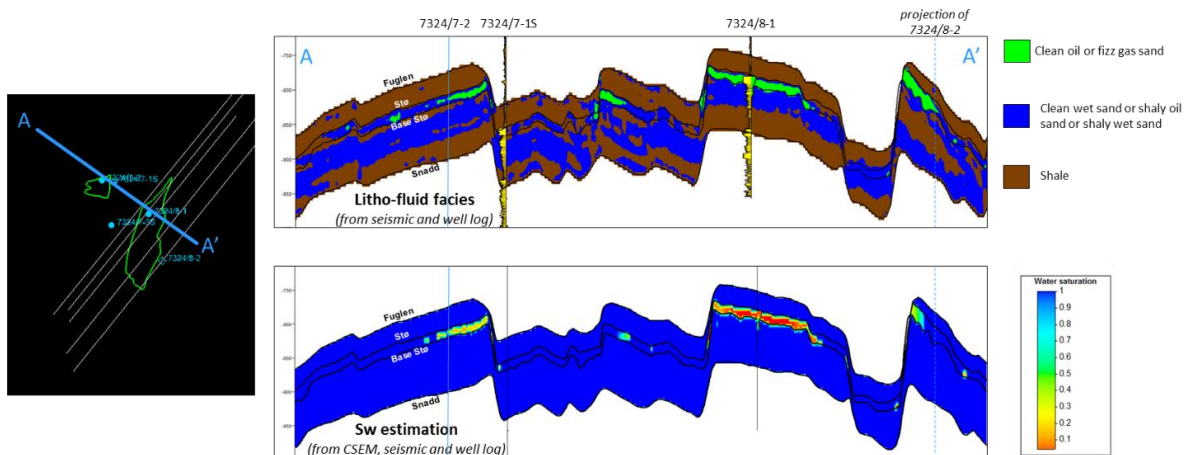 7324/7-2
7324/7-1S
7324/8-1
projection of
7324/8-2
A
A'
-750
-800
-850
-900
-950
Fuglen
Stø
Base Stø
Snadd
Litho-fluid facies
(from seismic and well log)
Clean oil or fizz gas
sand
Clean wet sand or shaly oil
sand or shaly wet sand
Shale
A
7324/8-1
A'
7324/8-2
Fuglen
Stø
Base Stø
Snadd
Sw estimation
(from CSEM, seismic and well log)
Water saturation
1
0.9
0.8
0.7
0.6
0.5
0.4
0.3
0.2
0.1